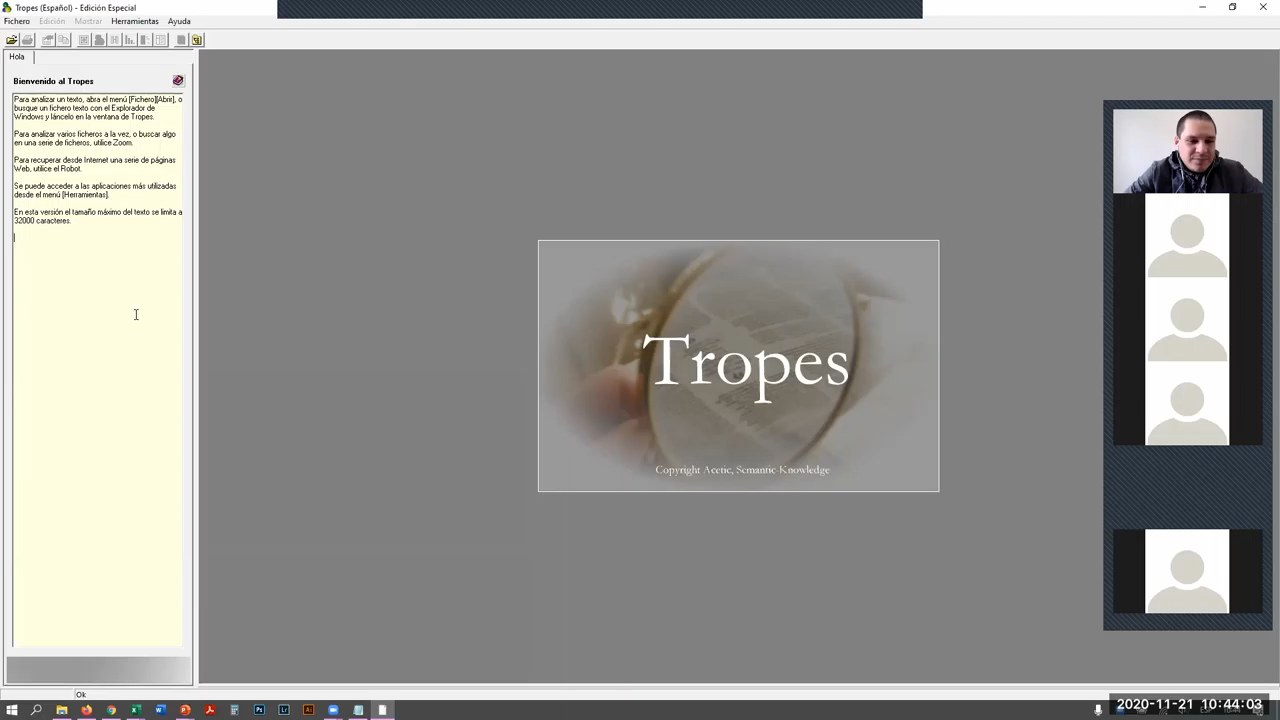 Tropes (Español) - Edición Especial
Fichero Edición Mostrar Herramientas Ayuda
Hola
Bienvenido al Tropes
Para analizar un texto, abra el menú [Fichero][Abrir], o
busque un fichero texto con el Explorador de
Windows y láncelo en la ventana de Tropes.
Para analizar varios ficheros a la vez, o buscar algo
en una serie de ficheros, utilice Zoom.
Para recuperar desde Internet una serie de páginas
Web, utilice el Robot.
Se puede acceder a las aplicaciones más utilizadas
desde el menú [Herramientas].
En esta versión el tamaño máximo del texto se limita a
32000 caracteres.
Tropes
Copyright Acetic, Semantic-Knowledge
Ok
2020-11-21 10:44:03